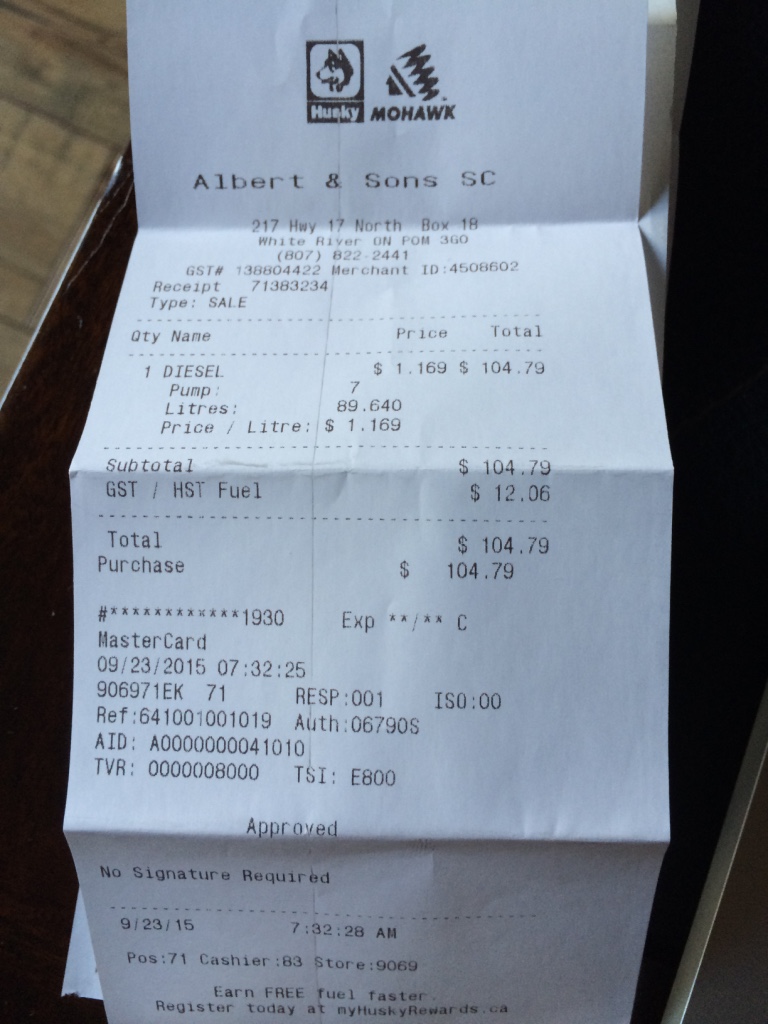 Husky MOHAWK
Albert & Sons SC
217 Hwy 17 North Box 18
White River ON POM 3G0
(807) 822-2441
GST# 138804422 Merchant ID:4508602
Receipt 71383234
Type: SALE
Qty Name Price Total
1 DIESEL $ 1.169 $ 104.79
Pump: 7
Litres: 89.640
Price / Litre: $ 1.169
Subtotal $ 104.79
GST / HST Fuel $ 12.06
Total $ 104.79
Purchase $ 104.79
#************1930 Exp **/** C
MasterCard
09/23/2015 07:32:25
906971EK 71 RESP:001 ISO:00
Ref:641001001019 Auth:06790S
AID: A0000000041010
TVR: 0000008000 TSI: E800
Approved
No Signature Required
9/23/15 7:32:28 AM
Pos:71 Cashier:83 Store:9069
Earn FREE fuel faster.
Register today at myHuskyRewards.ca